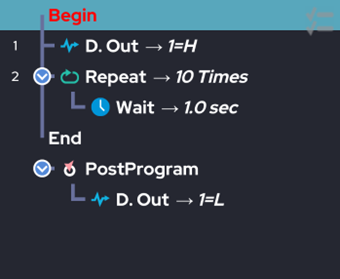 Begin
1 D. Out → 1=H
2 Repeat → 10 Times
Wait → 1.0 sec
End
PostProgram
D. Out → 1=L